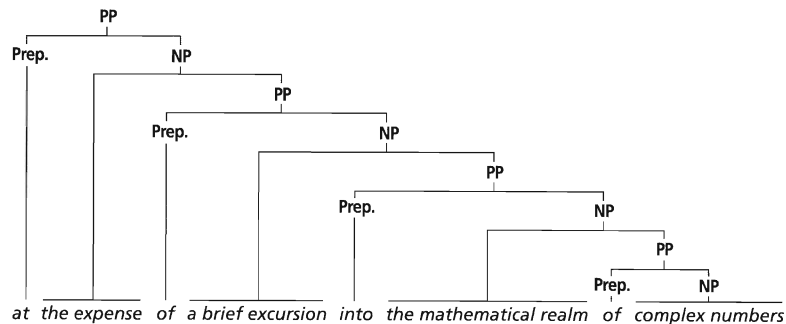 PP
Prep. NP
PP
Prep. NP
PP
Prep. NP
PP
Prep. NP
at the expense of a brief excursion into the mathematical realm of complex numbers